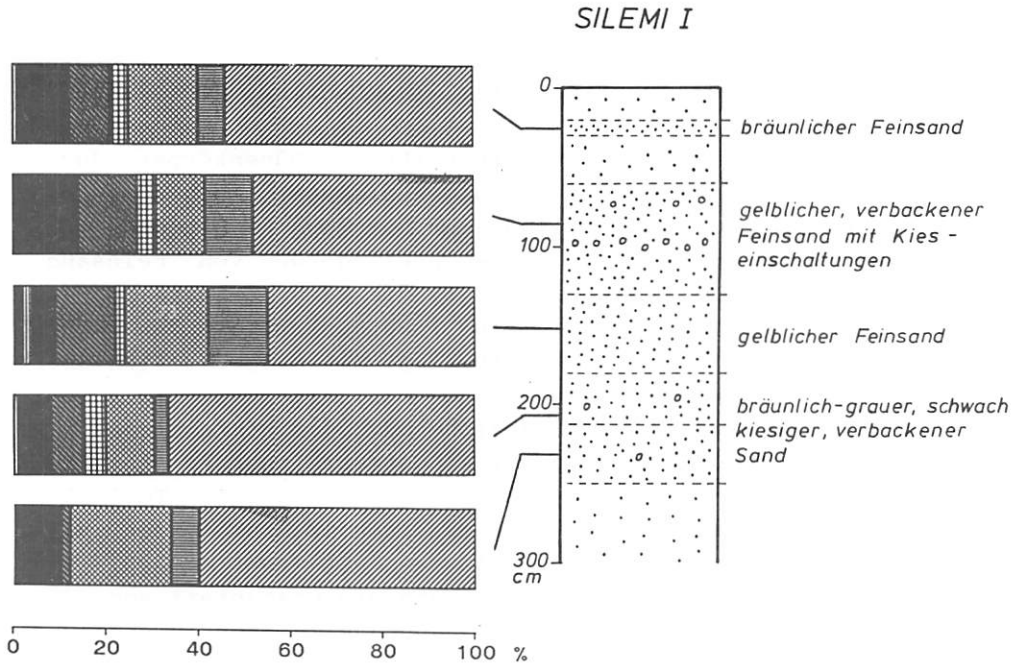 SILEMI I
0
bräunlicher Feinsand
gelblicher, verbackener
Feinsand mit Kies-
einschaltungen
100
gelblicher Feinsand
200
bräunlich-grauer, schwach
kiesiger, verbackener
Sand
300
cm
0 20 40 60 80 100 %